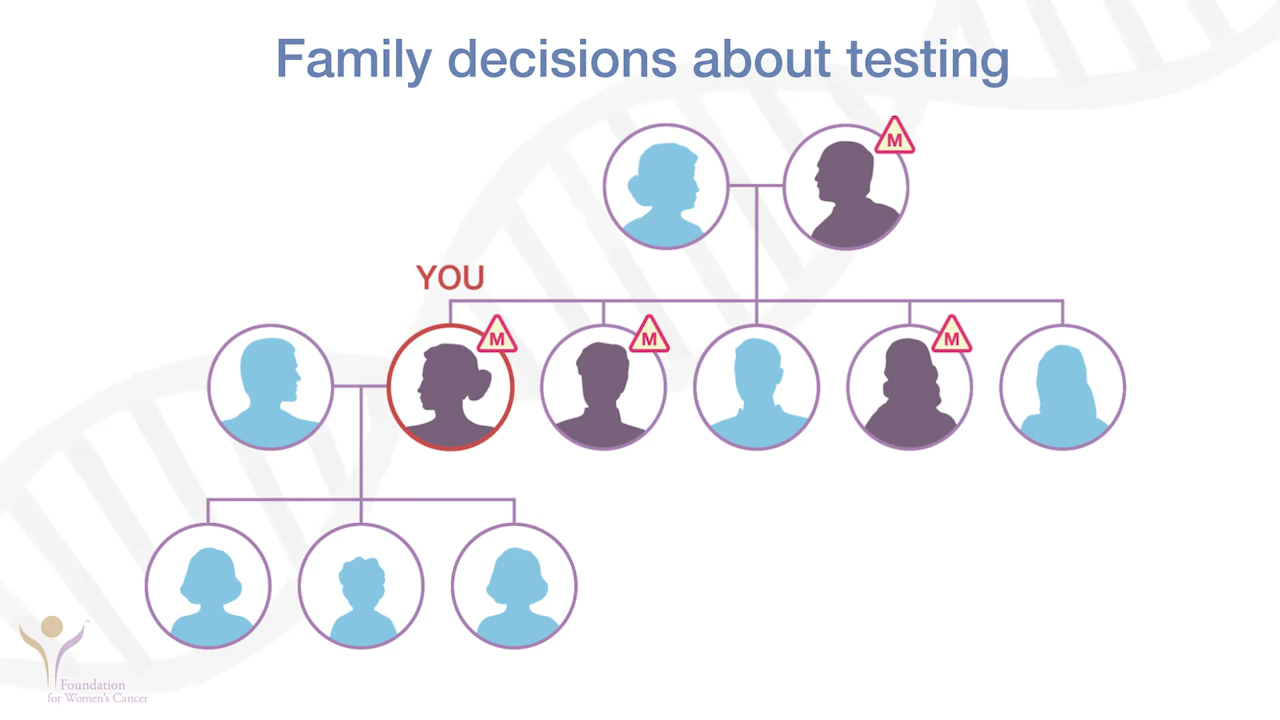 Family decisions about testing
M
YOU
M
M
M
Foundation
for Women's Cancer